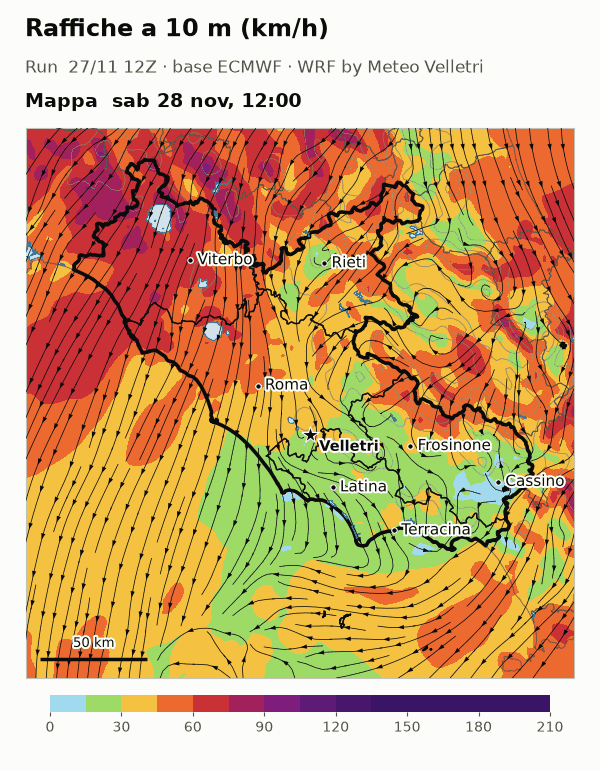 Raffiche a 10 m (km/h)
Run 27/11 12Z · base ECMWF · WRF by Meteo Velletri
Mappa sab 28 nov, 12:00
Viterbo
Rieti
Roma
Velletri
Frosinone
Latina
Cassino
Terracina
50 km
0 30 60 90 120 150 180 210